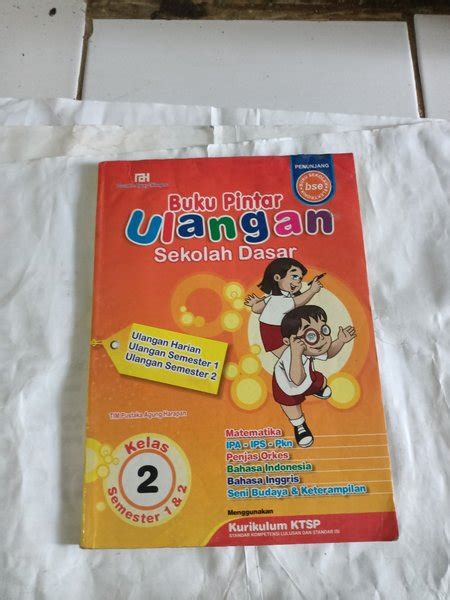 PENUNJANG
bse
Buku Pintar
Ulangan
Sekolah Dasar
Ulangan Harian
Ulangan Semester 1
Ulangan Semester 2
TIM Pustaka Agung Harapan
Kelas
2
Semester 1 & 2
Matematika
IPA - IPS - Pkn
Penjas Orkes
Bahasa Indonesia
Bahasa Inggris
Seni Budaya & Keterampilan
Menggunakan
Kurikulum KTSP
STANDAR KOMPETENSI LULUSAN DAN STANDAR ISI